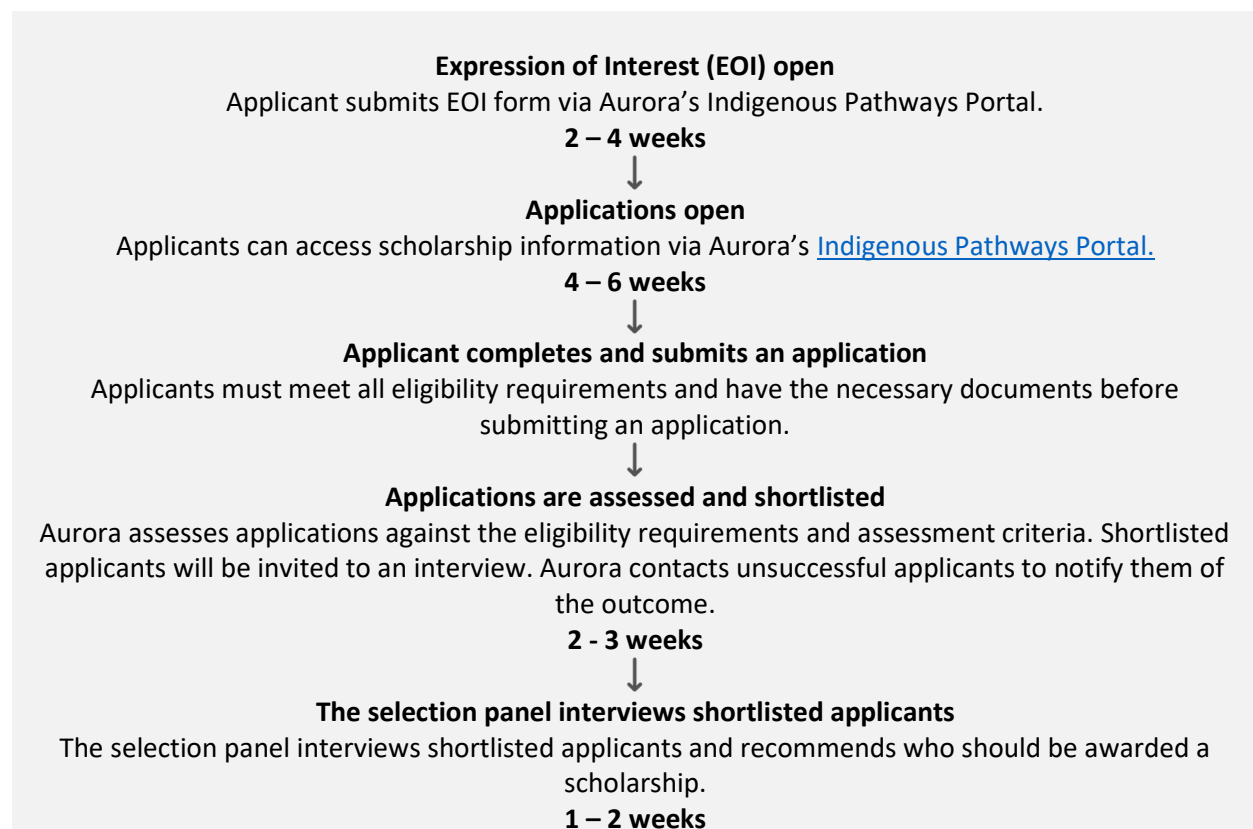 Expression of Interest (EOI) open
Applicant submits EOI form via Aurora’s Indigenous Pathways Portal.
2 – 4 weeks
Applications open
Applicants can access scholarship information via Aurora’s Indigenous Pathways Portal.
4 – 6 weeks
Applicant completes and submits an application
Applicants must meet all eligibility requirements and have the necessary documents before
submitting an application.
Applications are assessed and shortlisted
Aurora assesses applications against the eligibility requirements and assessment criteria. Shortlisted
applicants will be invited to an interview. Aurora contacts unsuccessful applicants to notify them of
the outcome.
2 - 3 weeks
The selection panel interviews shortlisted applicants
The selection panel interviews shortlisted applicants and recommends who should be awarded a
scholarship.
1 – 2 weeks